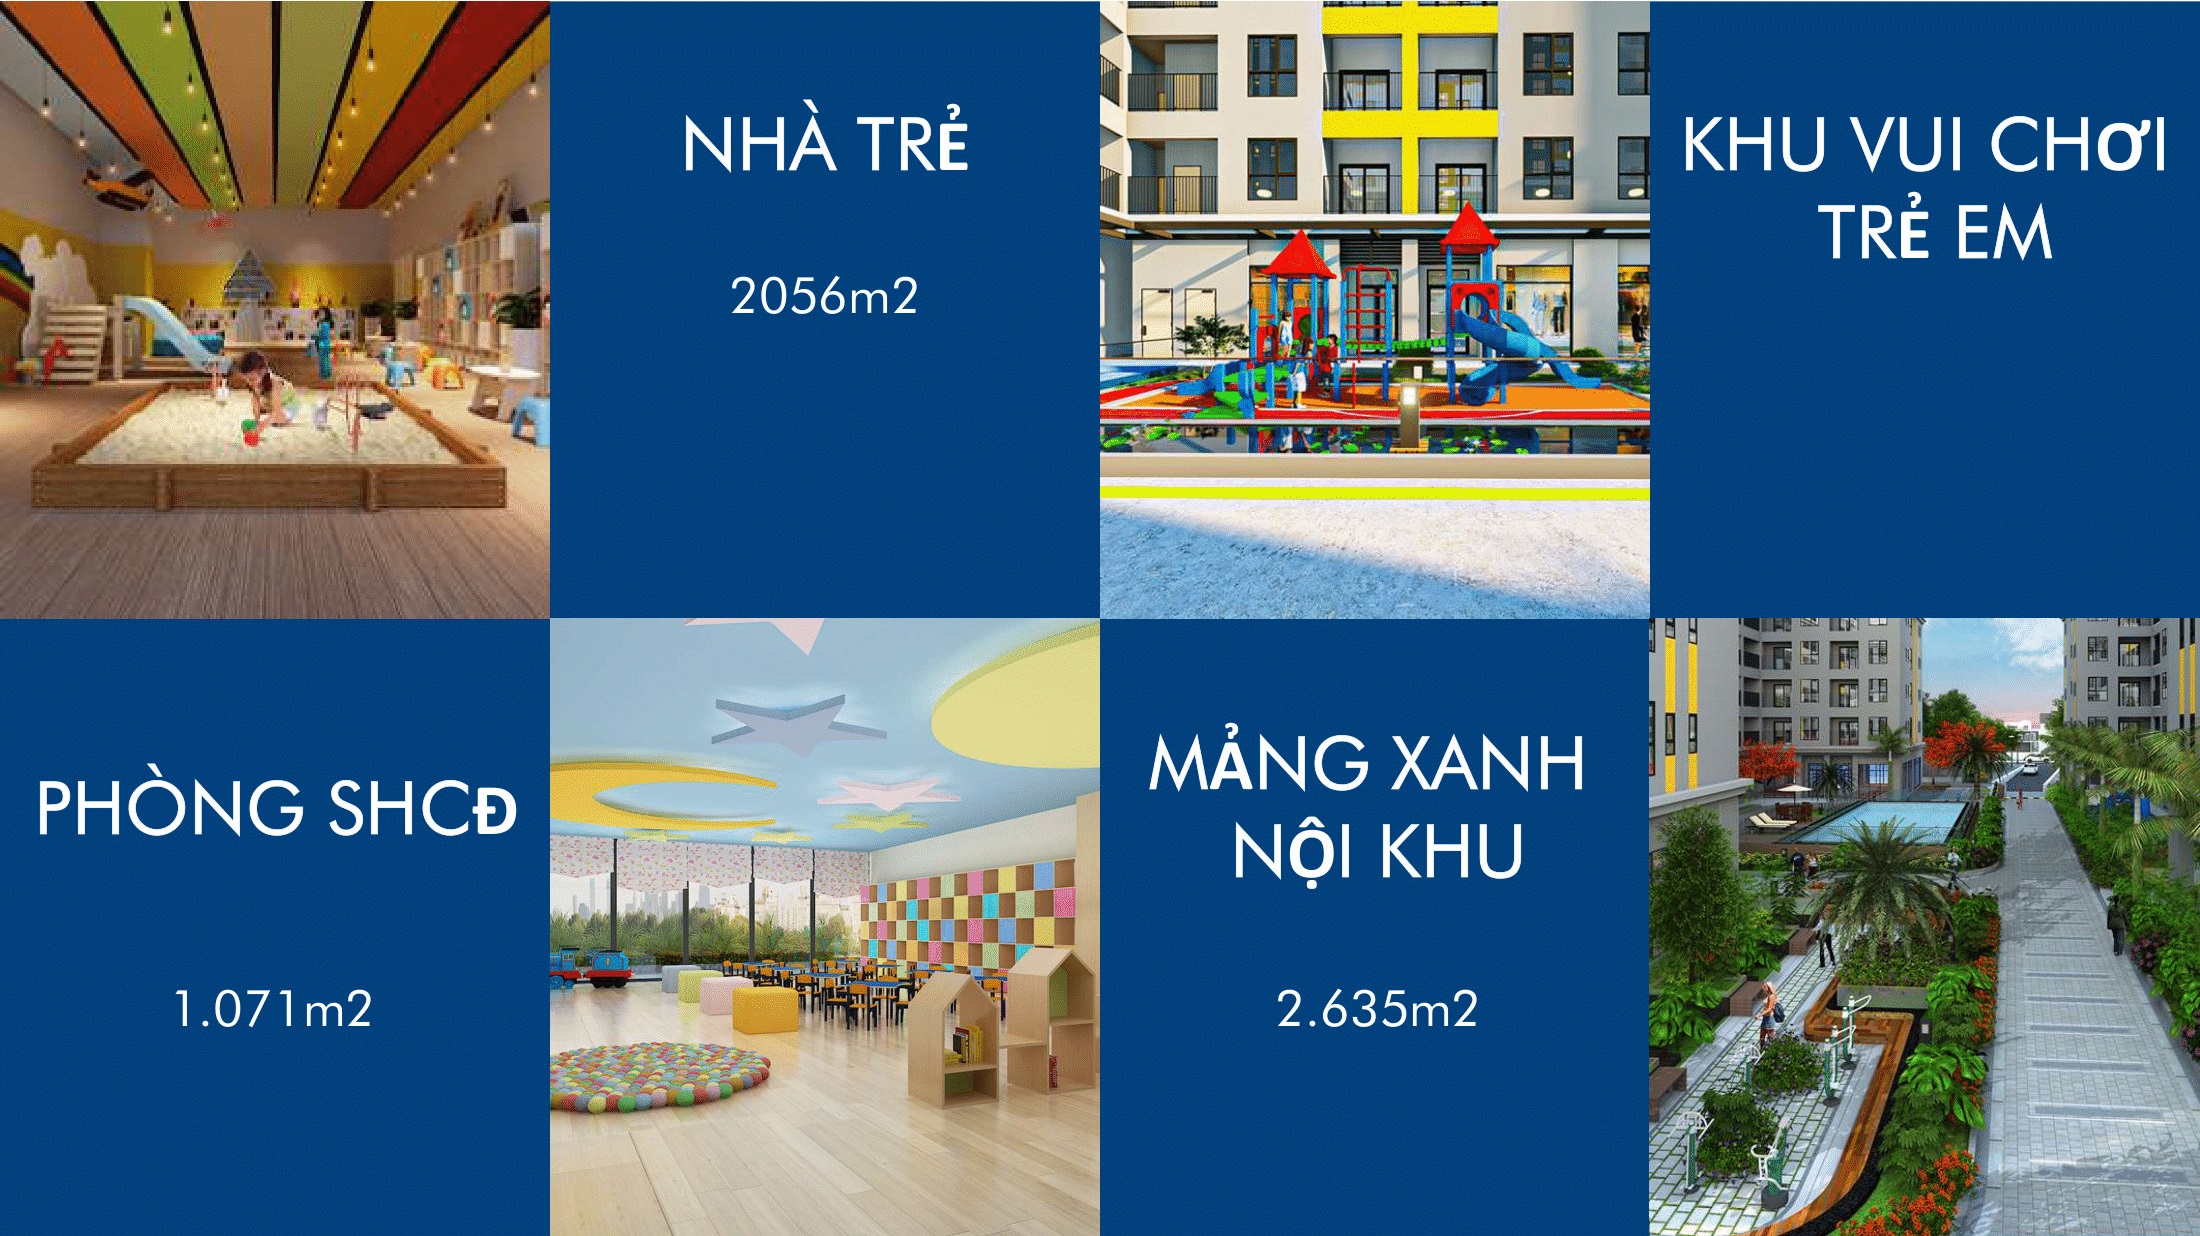 NHÀ TRẺ
2056m2
KHU VUI CHƠI
TRẺ EM
PHÒNG SHCĐ
1.071m2
MẢNG XANH
NỘI KHU
2.635m2